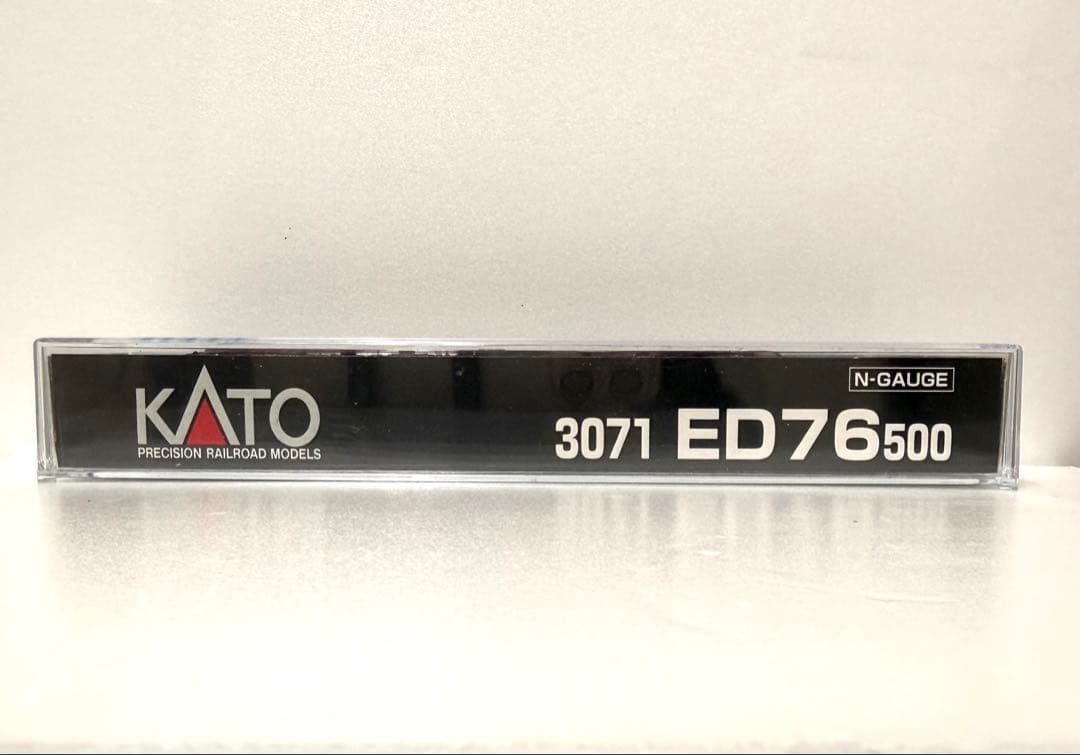 KATO
PRECISION RAILROAD MODELS
N-GAUGE
3071 ED76500